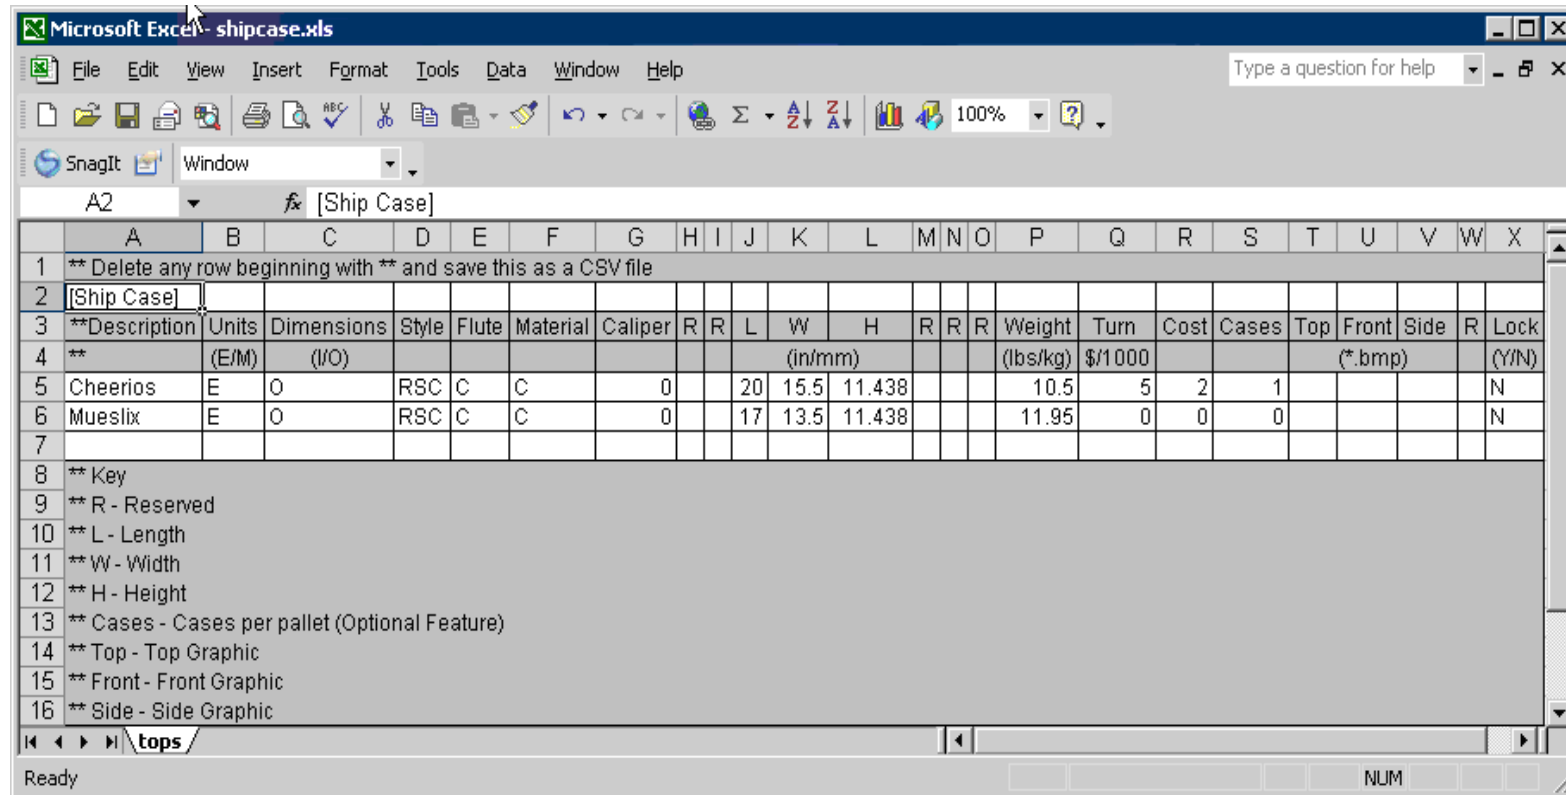 Microsoft Excel - shipcase.xls
File Edit View Insert Format Tools Data Window Help Type a question for help
100%
SnagIt Window
A2 fx [Ship Case]
A B C D E F G H I J K L M N O P Q R S T U V W X
1 ** Delete any row beginning with ** and save this as a CSV file
2 [Ship Case]
3 **Description Units Dimensions Style Flute Material Caliper R R L W H R R R Weight Turn Cost Cases Top Front Side R Lock
4 ** (E/M) (I/O) (in/mm) (lbs/kg) $/1000 (*.bmp) (Y/N)
5 Cheerios E O RSC C C 0 20 15.5 11.438 10.5 5 2 1 N
6 Mueslix E O RSC C C 0 17 13.5 11.438 11.95 0 0 0 N
7
8 ** Key
9 ** R - Reserved
10 ** L - Length
11 ** W - Width
12 ** H - Height
13 ** Cases - Cases per pallet (Optional Feature)
14 ** Top - Top Graphic
15 ** Front - Front Graphic
16 ** Side - Side Graphic
tops
Ready NUM